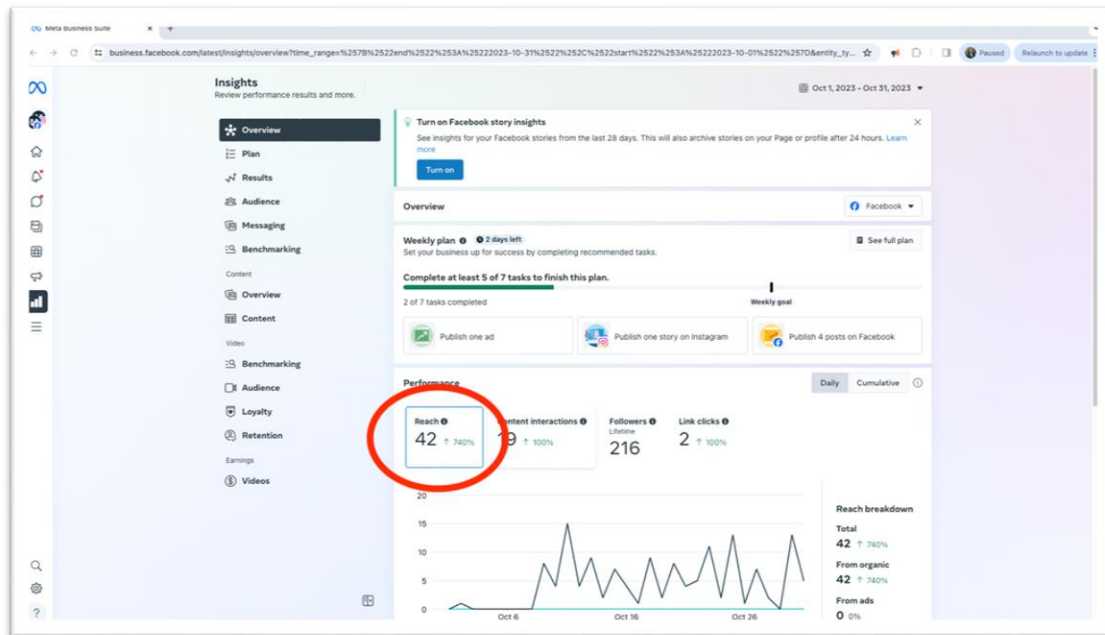 Meta Business Suite
business.facebook.com/latest/insights/overview?time_range=%257B%2522end%2522%253A%25222023-10-31%2522%252C%2522start%2522%253A%25222023-10-01%2522%257D&entity_ty...
Paused
Relaunch to update
Insights
Review performance results and more.
Oct 1, 2023 – Oct 31, 2023
Overview
Plan
Results
Audience
Messaging
Benchmarking
Content
Overview
Content
Video
Benchmarking
Audience
Loyalty
Retention
Earnings
Videos
Turn on Facebook story insights
See insights for your Facebook stories from the last 28 days. This will also archive stories on your Page or profile after 24 hours. Learn
more
Turn on
Overview
Facebook
Weekly plan
2 days left
See full plan
Set your business up for success by completing recommended tasks.
Complete at least 5 of 7 tasks to finish this plan.
2 of 7 tasks completed
Weekly goal
Publish one ad
Publish one story on Instagram
Publish 4 posts on Facebook
Performance
Daily
Cumulative
Reach
42 ↑ 740%
Content interactions
19 ↑ 100%
Followers
Lifetime
216
Link clicks
2 ↑ 100%
20
15
10
5
0
Oct 6
Oct 16
Oct 26
Reach breakdown
Total
42 ↑ 740%
From organic
42 ↑ 740%
From ads
0 0%